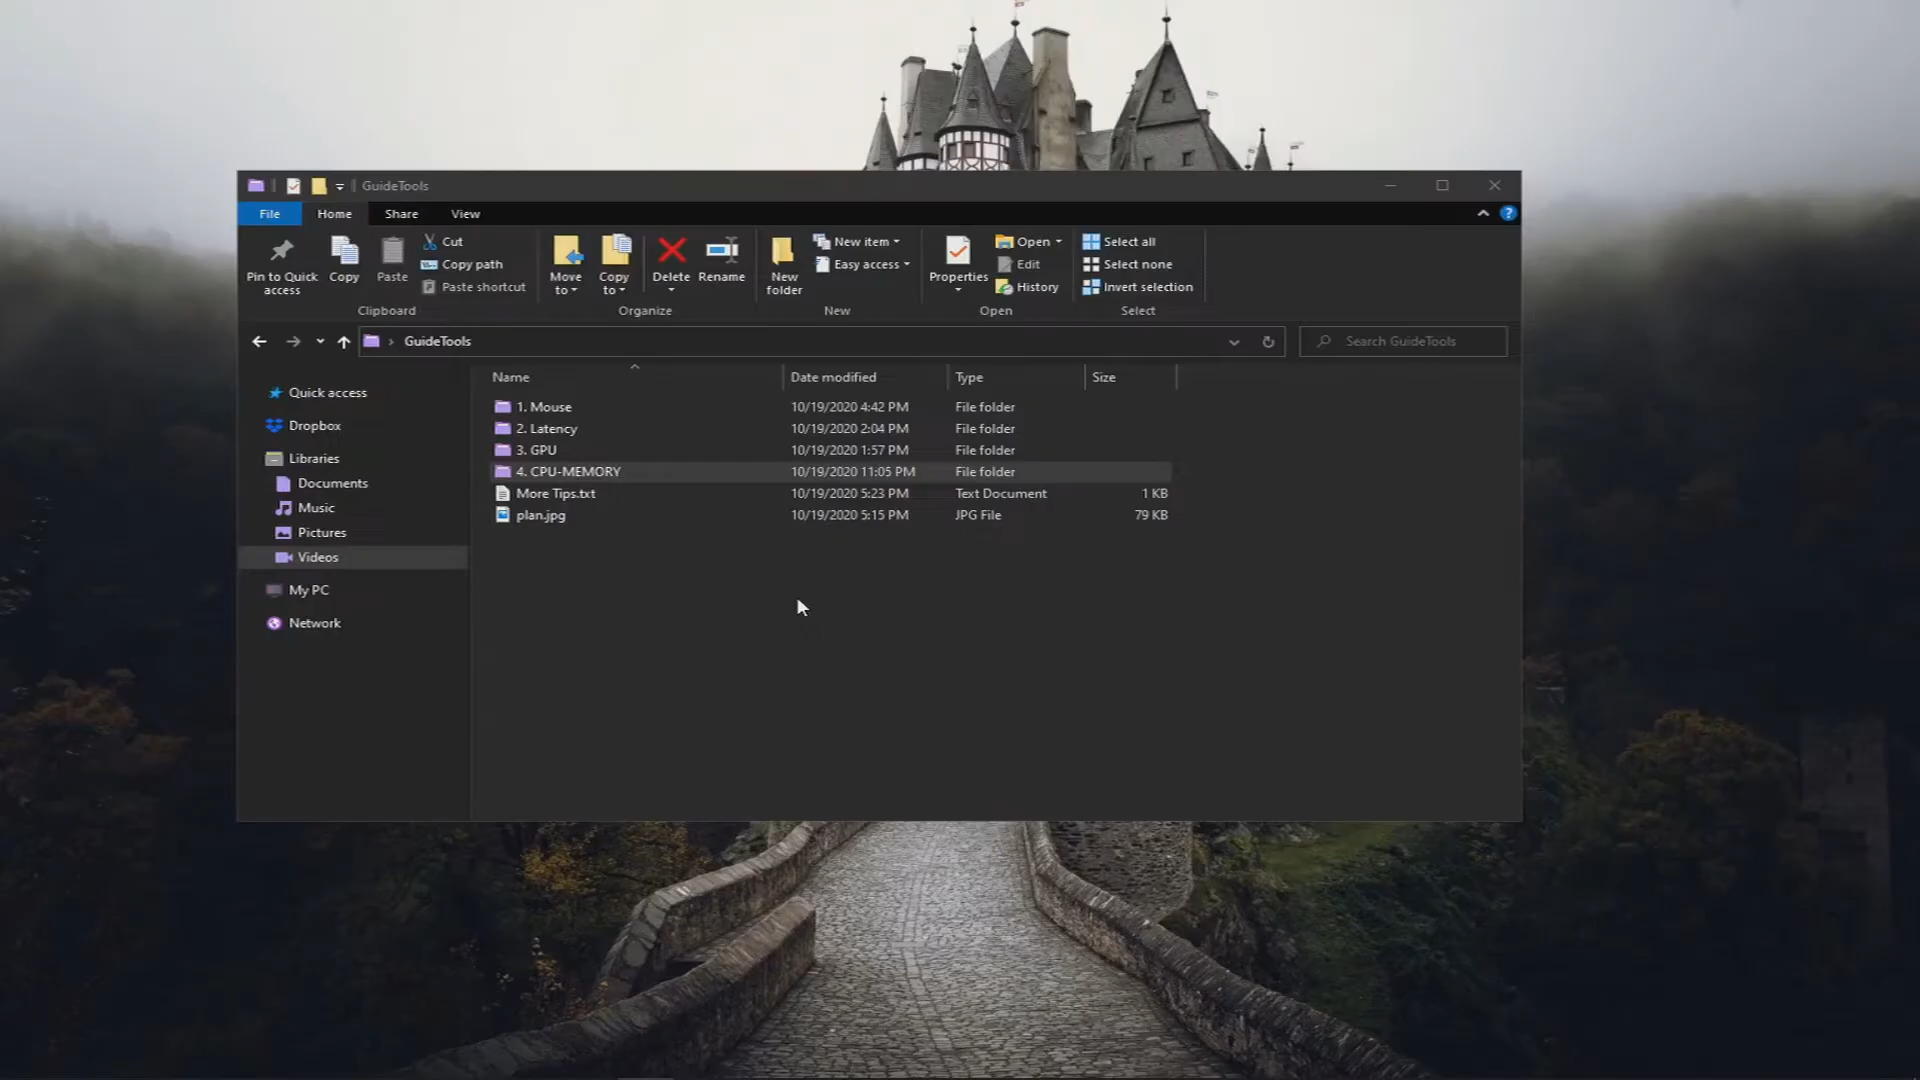 GuideTools
File Home Share View
Pin to Quick access
Copy
Paste
Cut
Copy path
Paste shortcut
Clipboard
Move to
Copy to
Delete
Rename
Organize
New folder
New item
Easy access
New
Properties
Open
Edit
History
Open
Select all
Select none
Invert selection
Select
GuideTools
Search GuideTools
Quick access
Dropbox
Libraries
Documents
Music
Pictures
Videos
My PC
Network
Name Date modified Type Size
1. Mouse 10/19/2020 4:42 PM File folder
2. Latency 10/19/2020 2:04 PM File folder
3. GPU 10/19/2020 1:57 PM File folder
4. CPU-MEMORY 10/19/2020 11:05 PM File folder
More Tips.txt 10/19/2020 5:23 PM Text Document 1 KB
plan.jpg 10/19/2020 5:15 PM JPG File 79 KB